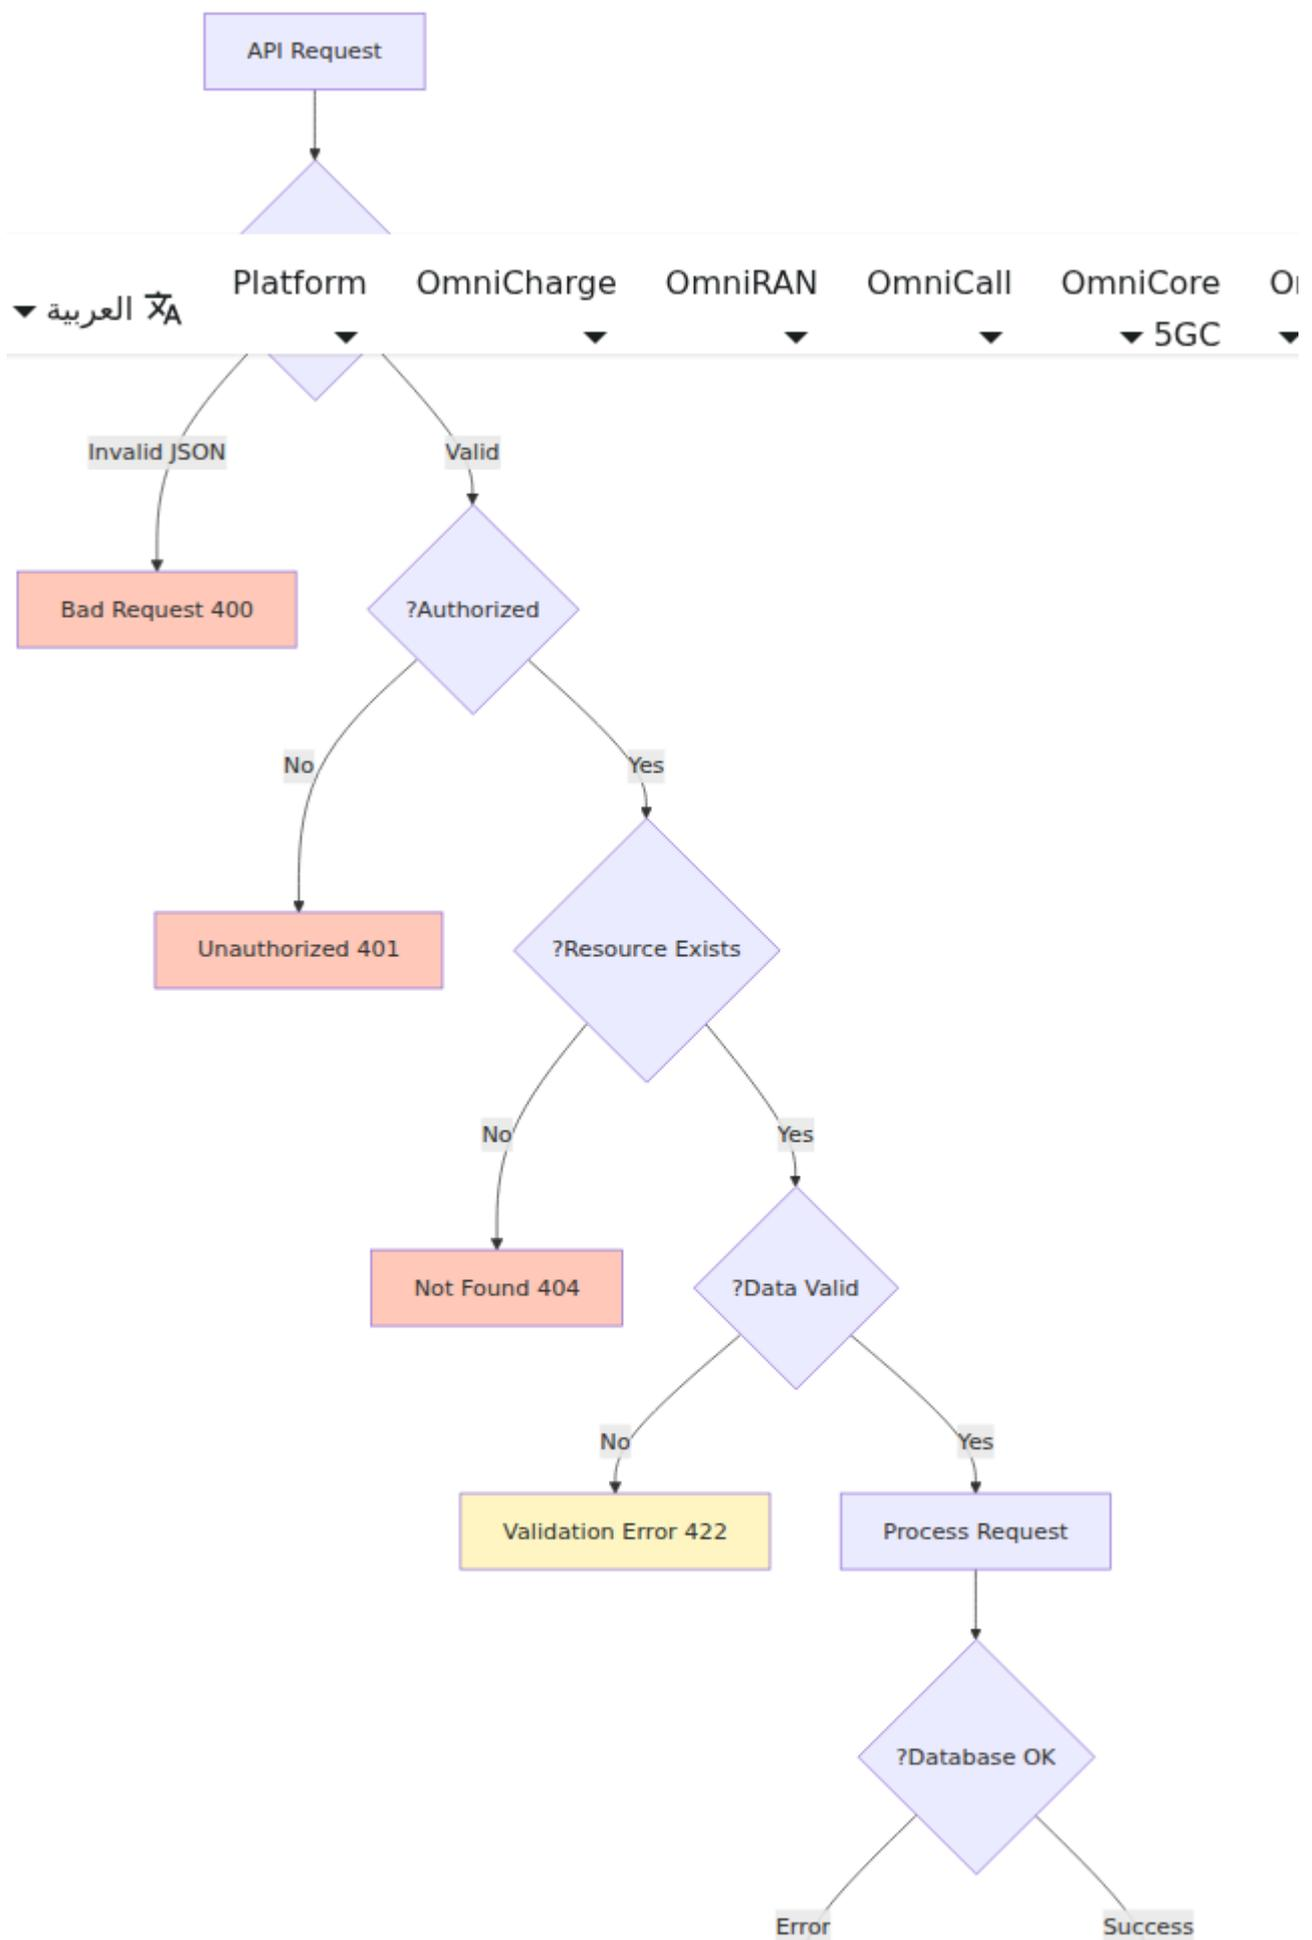 API Request
Platform OmniCharge OmniRAN OmniCall OmniCore
العربية
5GC
Invalid JSON Valid
Bad Request 400 ?Authorized
No Yes
Unauthorized 401 ?Resource Exists
No Yes
Not Found 404 ?Data Valid
No Yes
Validation Error 422 Process Request
?Database OK
Error Success